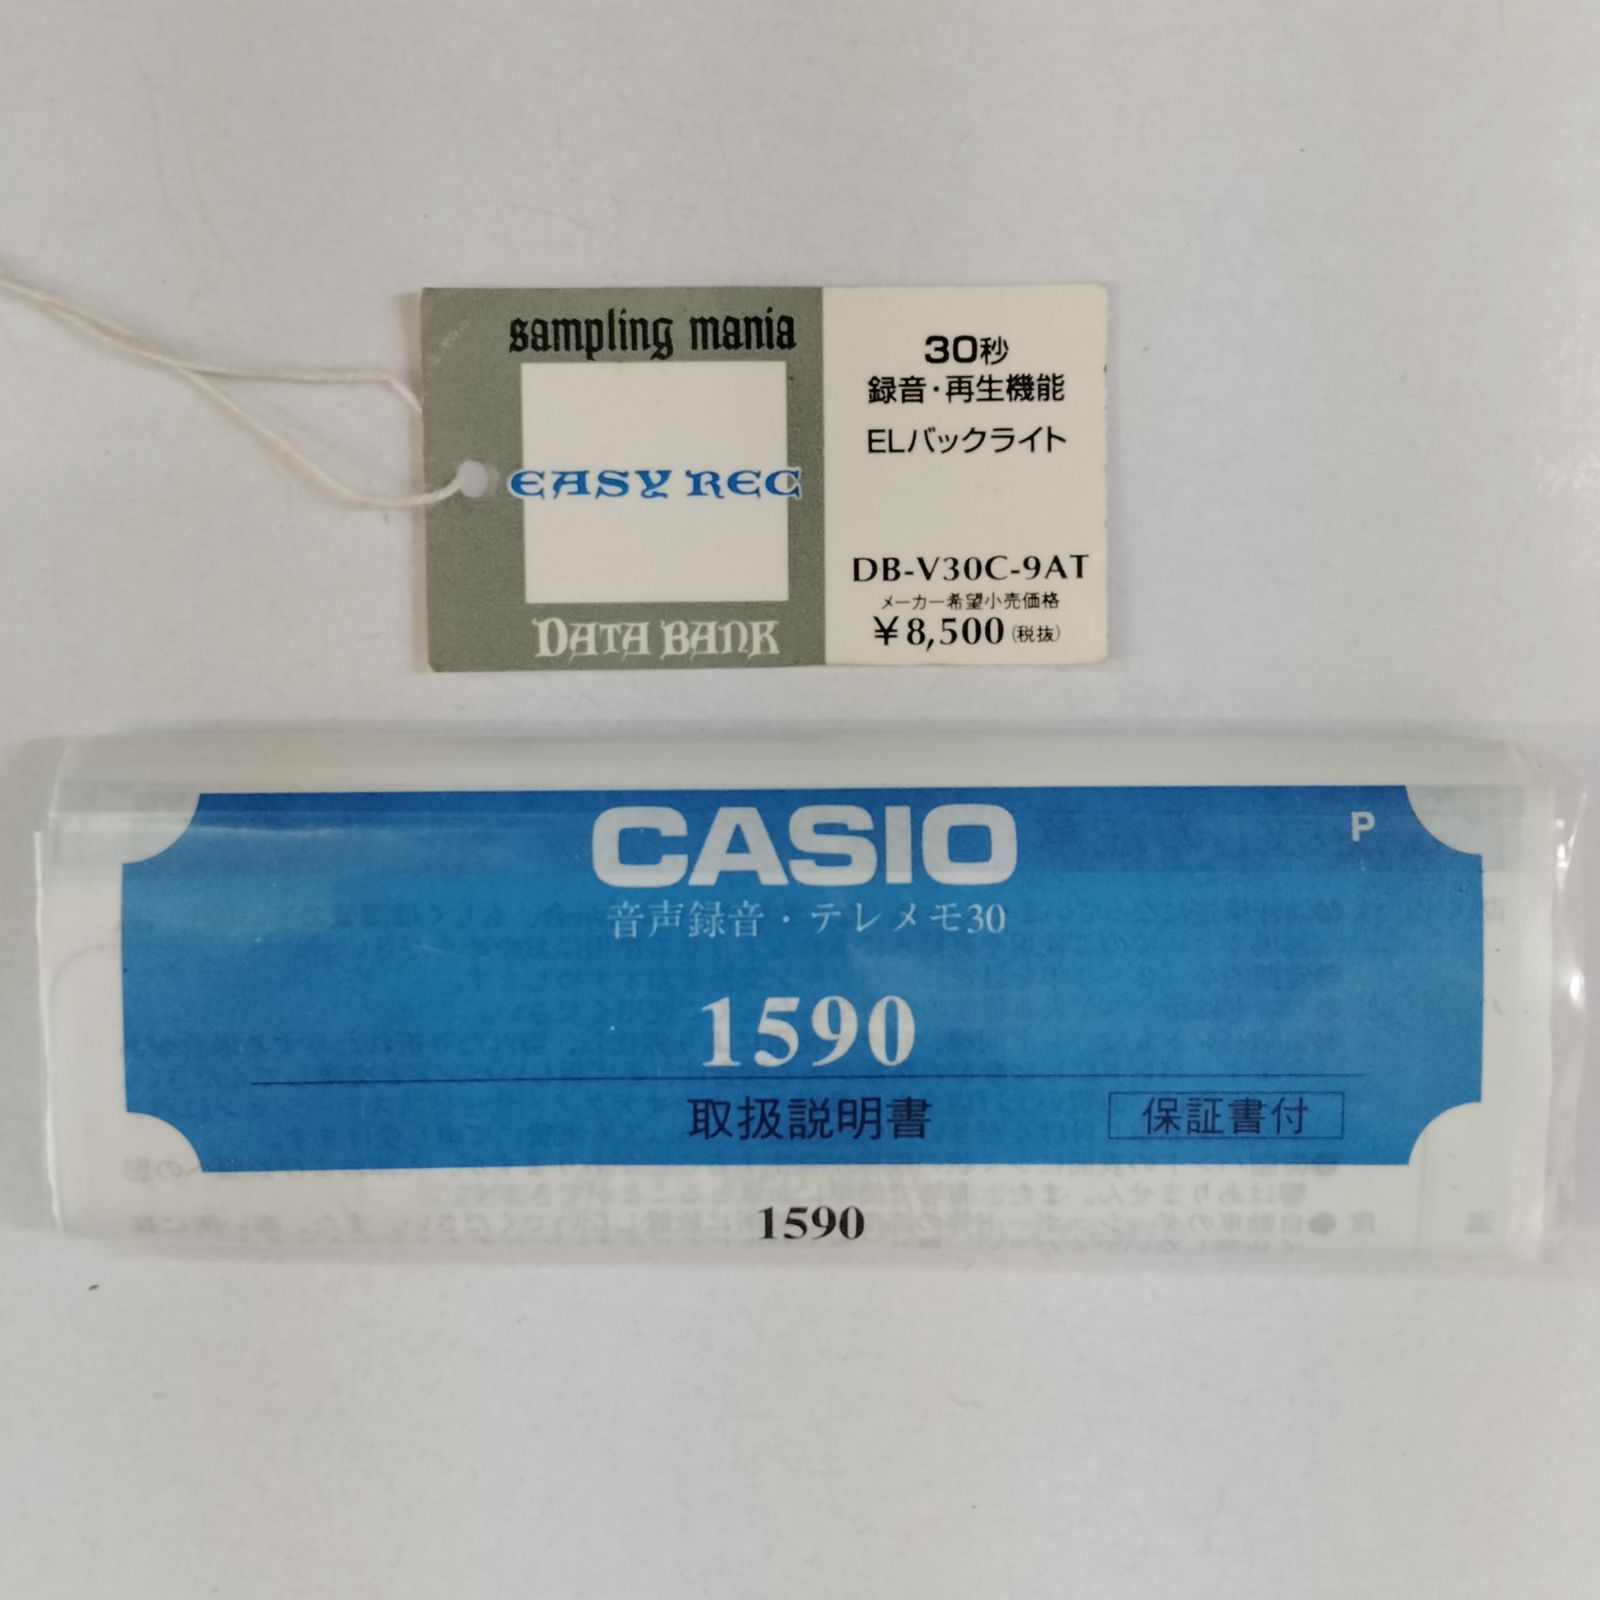 sampling mania
EASY REC
DATA BANK
30秒
録音・再生機能
ELバックライト
DB-V30C-9AT
メーカー希望小売価格
¥8,500(税抜)
CASIO
P
音声録音・テレメモ30
1590
取扱説明書
保証書付
1590